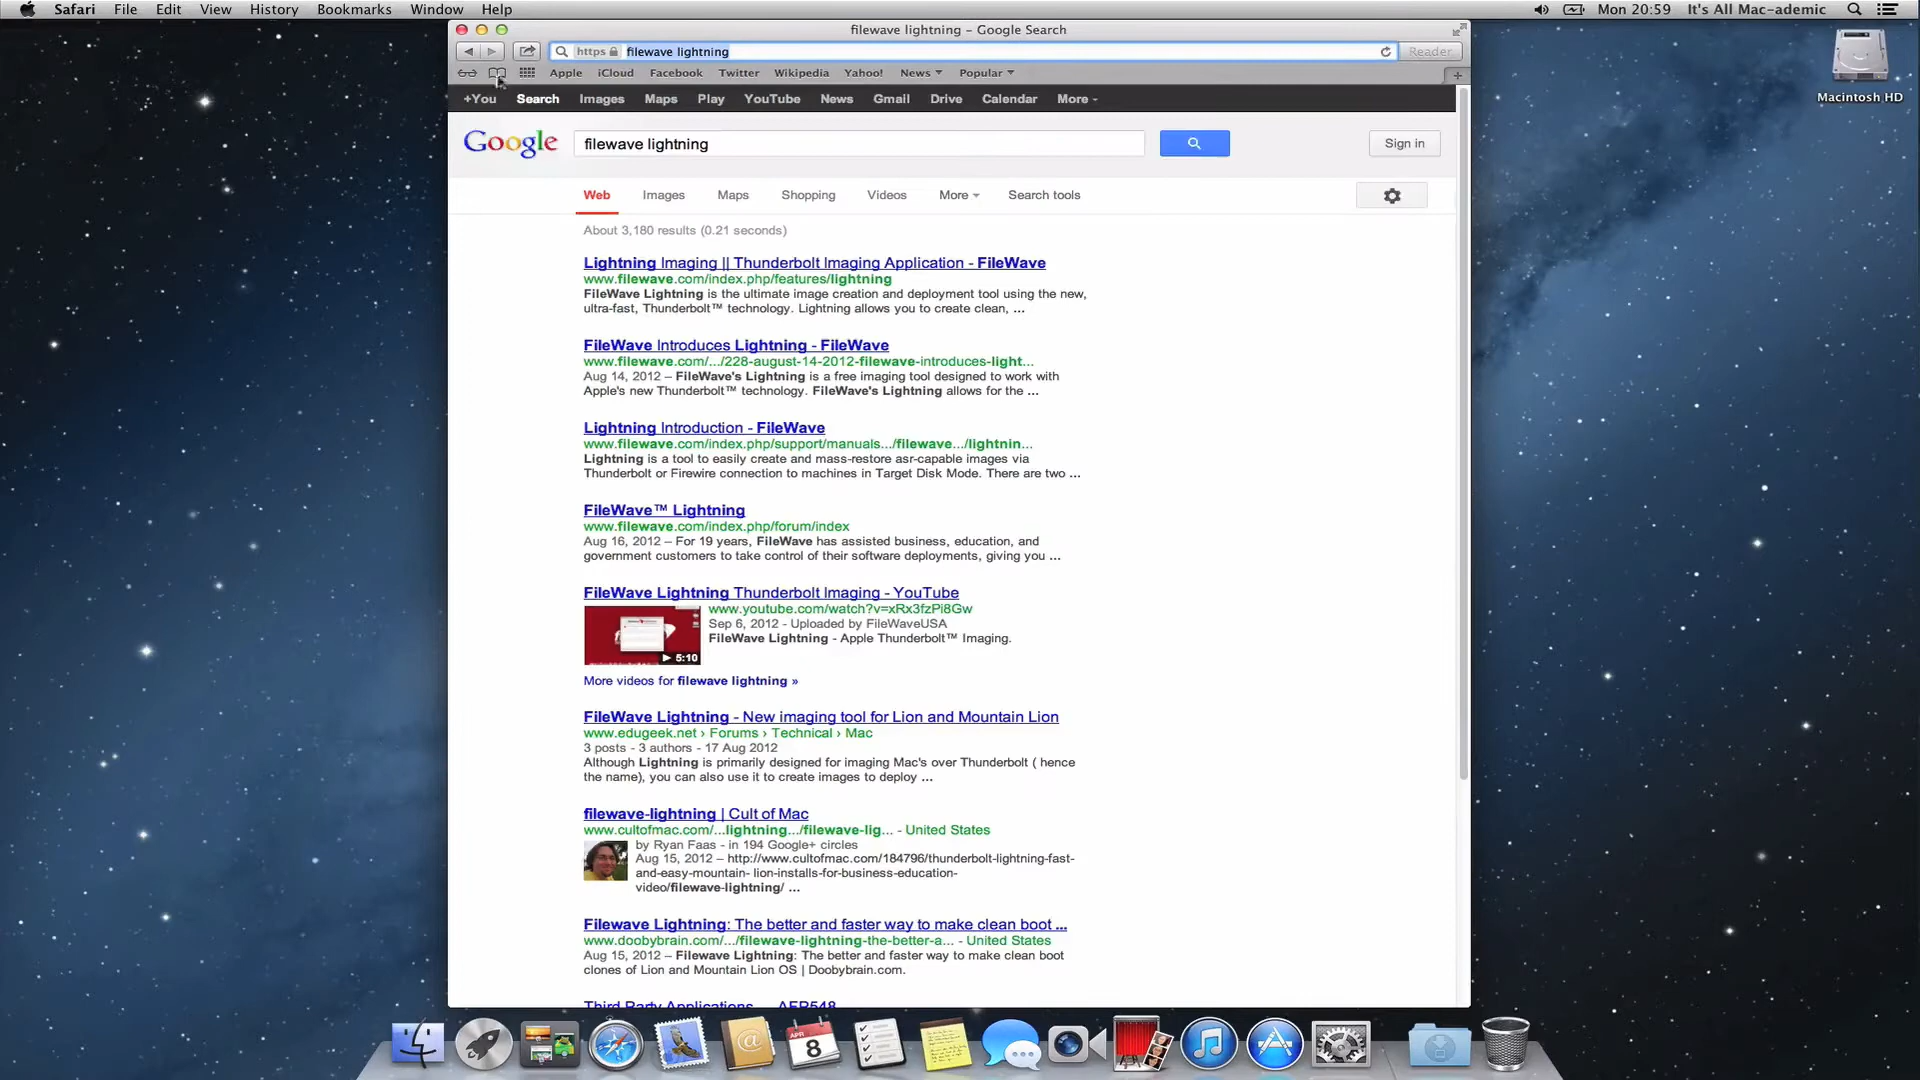 Safari File Edit View History Bookmarks Window Help Mon 20:59 It's All Mac-ademic
filewave lightning – Google Search
https filewave lightning Reader
Apple iCloud Facebook Twitter Wikipedia Yahoo! News Popular
Macintosh HD
+You Search Images Maps Play YouTube News Gmail Drive Calendar More
Google filewave lightning Sign in
Web Images Maps Shopping Videos More Search tools
About 3,180 results (0.21 seconds)
Lightning Imaging || Thunderbolt Imaging Application - FileWave
www.filewave.com/index.php/features/lightning
FileWave Lightning is the ultimate image creation and deployment tool using the new,
ultra-fast, Thunderbolt™ technology. Lightning allows you to create clean, ...
FileWave Introduces Lightning - FileWave
www.filewave.com/.../228-august-14-2012-filewave-introduces-light...
Aug 14, 2012 – FileWave's Lightning is a free imaging tool designed to work with
Apple's new Thunderbolt™ technology. FileWave's Lightning allows for the ...
Lightning Introduction - FileWave
www.filewave.com/index.php/support/manuals.../filewave.../lightnin...
Lightning is a tool to easily create and mass-restore asr-capable images via
Thunderbolt or Firewire connection to machines in Target Disk Mode. There are two ...
FileWave™ Lightning
www.filewave.com/index.php/forum/index
Aug 16, 2012 – For 19 years, FileWave has assisted business, education, and
government customers to take control of their software deployments, giving you ...
FileWave Lightning Thunderbolt Imaging - YouTube
www.youtube.com/watch?v=xRx3fzPi8Gw
Sep 6, 2012 - Uploaded by FileWaveUSA
FileWave Lightning - Apple Thunderbolt™ Imaging.
5:10
More videos for filewave lightning »
FileWave Lightning - New imaging tool for Lion and Mountain Lion
www.edugeek.net › Forums › Technical › Mac
3 posts - 3 authors - 17 Aug 2012
Although Lightning is primarily designed for imaging Mac's over Thunderbolt ( hence
the name), you can also use it to create images to deploy ...
filewave-lightning | Cult of Mac
www.cultofmac.com/...lightning.../filewave-lig... - United States
by Ryan Faas - in 194 Google+ circles
Aug 15, 2012 – http://www.cultofmac.com/184796/thunderbolt-lightning-fast-
and-easy-mountain- lion-installs-for-business-education-
video/filewave-lightning/ ...
Filewave Lightning: The better and faster way to make clean boot ...
www.doobybrain.com/.../filewave-lightning-the-better-a... - United States
Aug 15, 2012 – Filewave Lightning: The better and faster way to make clean boot
clones of Lion and Mountain Lion OS | Doobybrain.com.
Third Party Applications AFP548
APR
8